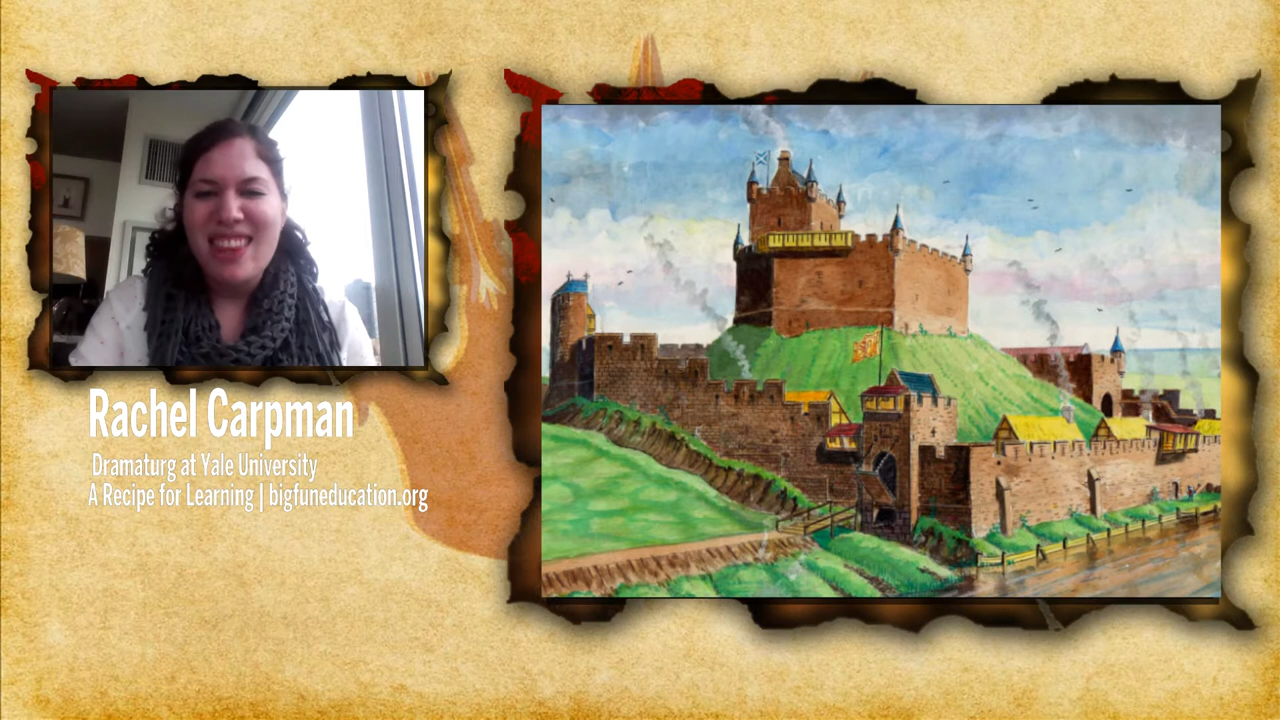 Rachel Carpman
Dramaturg at Yale University
A Recipe for Learning | bigfuneducation.org